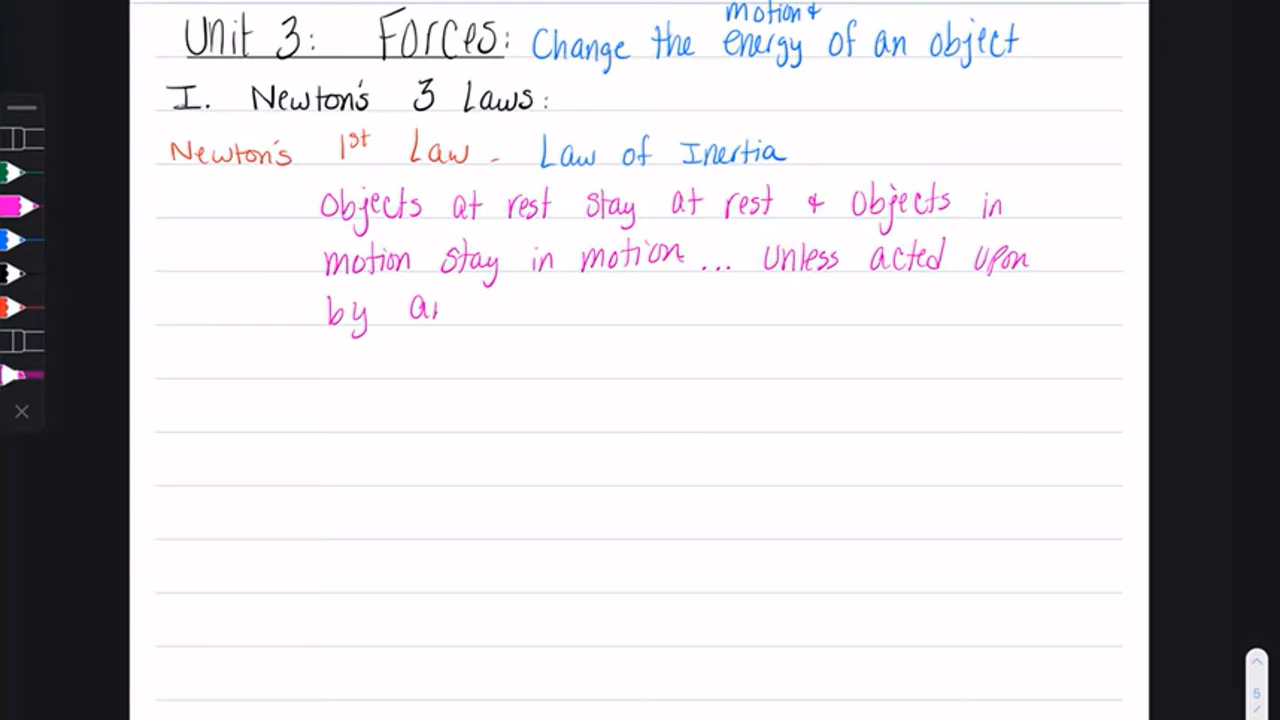 motion &
Unit 3: Forces: Change the energy of an object
I. Newton's 3 Laws:
Newton's 1st Law - Law of Inertia
Objects at rest stay at rest & Objects in
motion stay in motion ... Unless acted upon
by
5